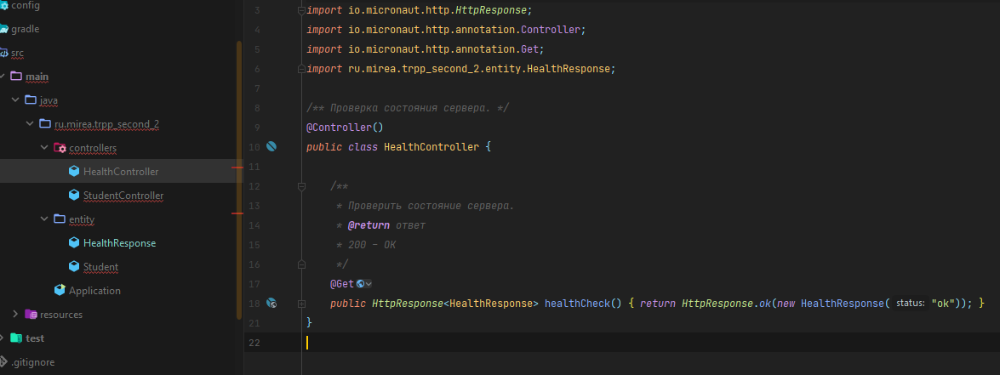 config
gradle
src
main
java
ru.mirea.trpp_second_2
controllers
HealthController
StudentController
entity
HealthResponse
Student
Application
resources
test
.gitignore
3 import io.micronaut.http.HttpResponse;
4 import io.micronaut.http.annotation.Controller;
5 import io.micronaut.http.annotation.Get;
6 import ru.mirea.trpp_second_2.entity.HealthResponse;
7
8 /** Проверка состояния сервера. */
9 @Controller()
10 public class HealthController {
11
12 /**
13 * Проверить состояние сервера.
14 * @return ответ
15 * 200 - ОК
16 */
17 @Get
18 public HttpResponse<HealthResponse> healthCheck() { return HttpResponse.ok(new HealthResponse( status: "ok")); }
21 }
22